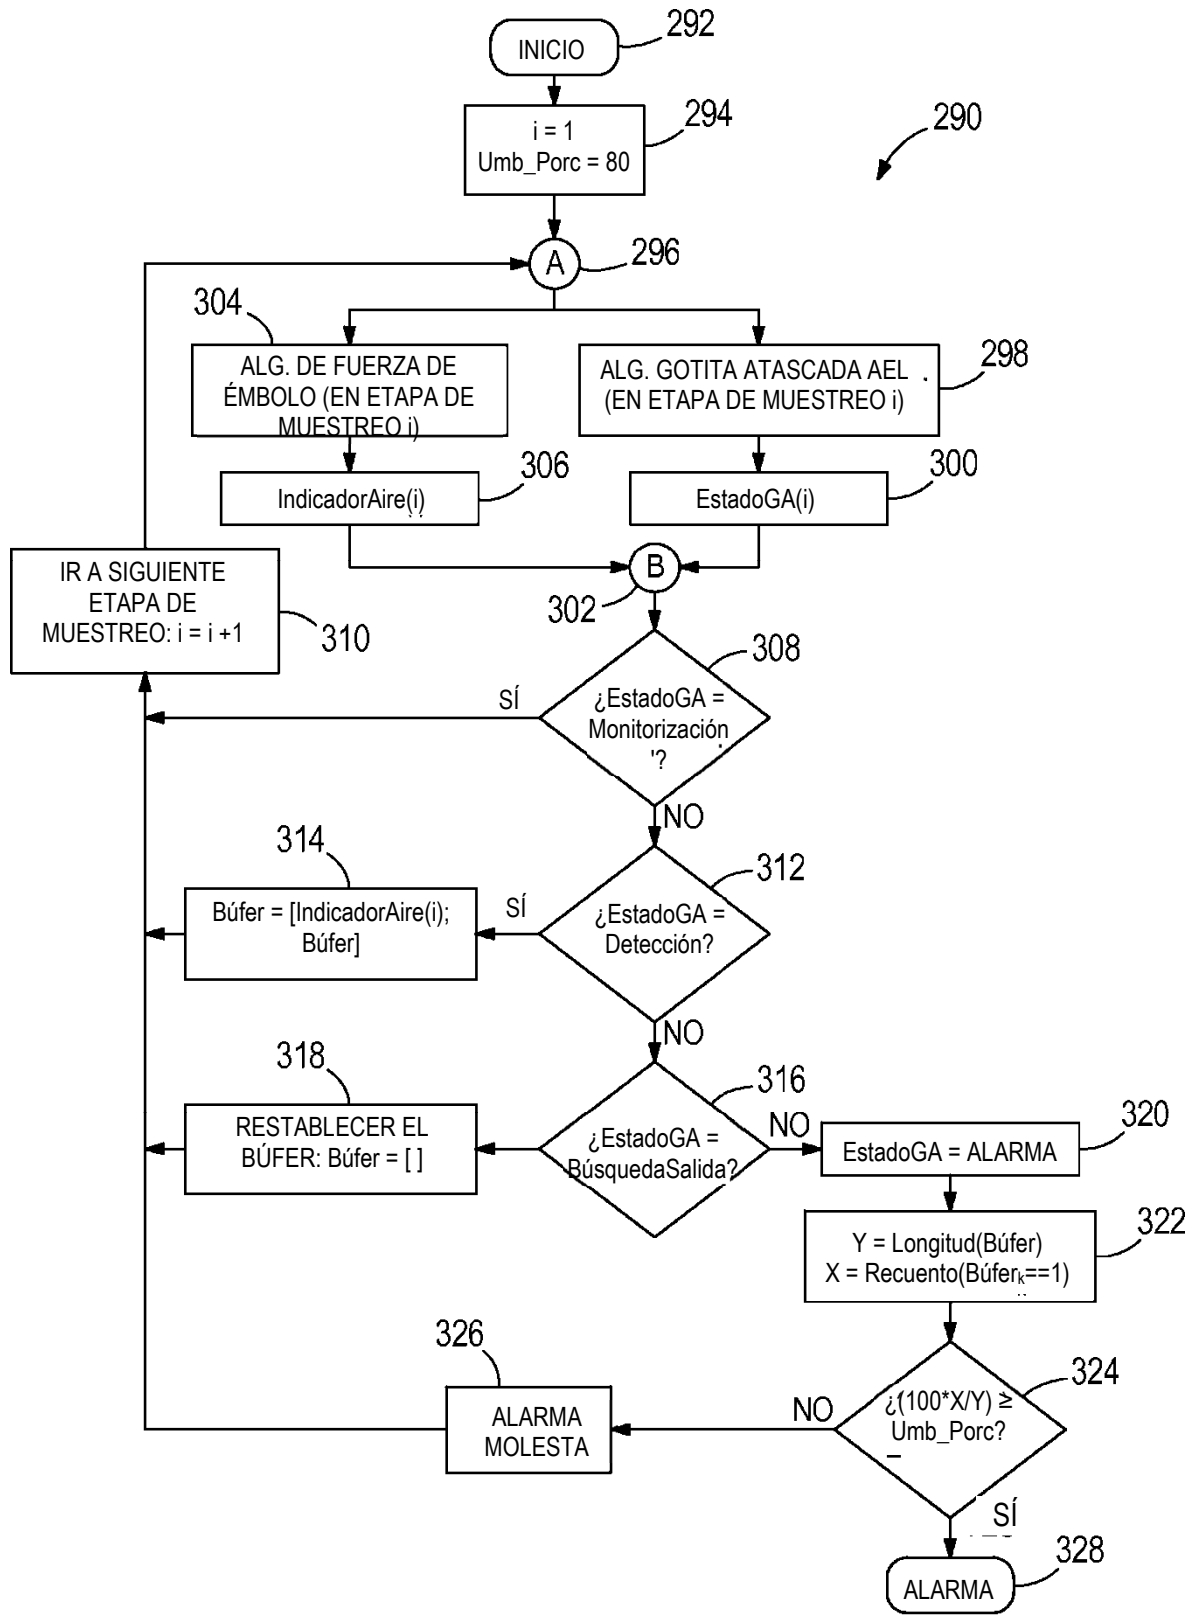 INICIO
292
i = 1
Umb_Porc = 80
294
290
A
296
304
ALG. DE FUERZA DE
ÉMBOLO (EN ETAPA DE
MUESTREO i)
ALG. GOTITA ATASCADA AEL
(EN ETAPA DE MUESTREO i)
298
IndicadorAire(i)
306
EstadoGA(i)
300
B
302
IR A SIGUIENTE
ETAPA DE
MUESTREO: i = i +1
310
308
¿EstadoGA =
Monitorización
'?
SÍ
NO
314
Búfer = [IndicadorAire(i);
Búfer]
SÍ
312
¿EstadoGA =
Detección?
NO
318
RESTABLECER EL
BÚFER: Búfer = [ ]
316
¿EstadoGA =
BúsquedaSalida?
NO
320
EstadoGA = ALARMA
322
Y = Longitud(Búfer)
X = Recuento(Búferₖ==1)
326
ALARMA
MOLESTA
NO
324
¿(100*X/Y) ≥
Umb_Porc?
SÍ
ALARMA
328